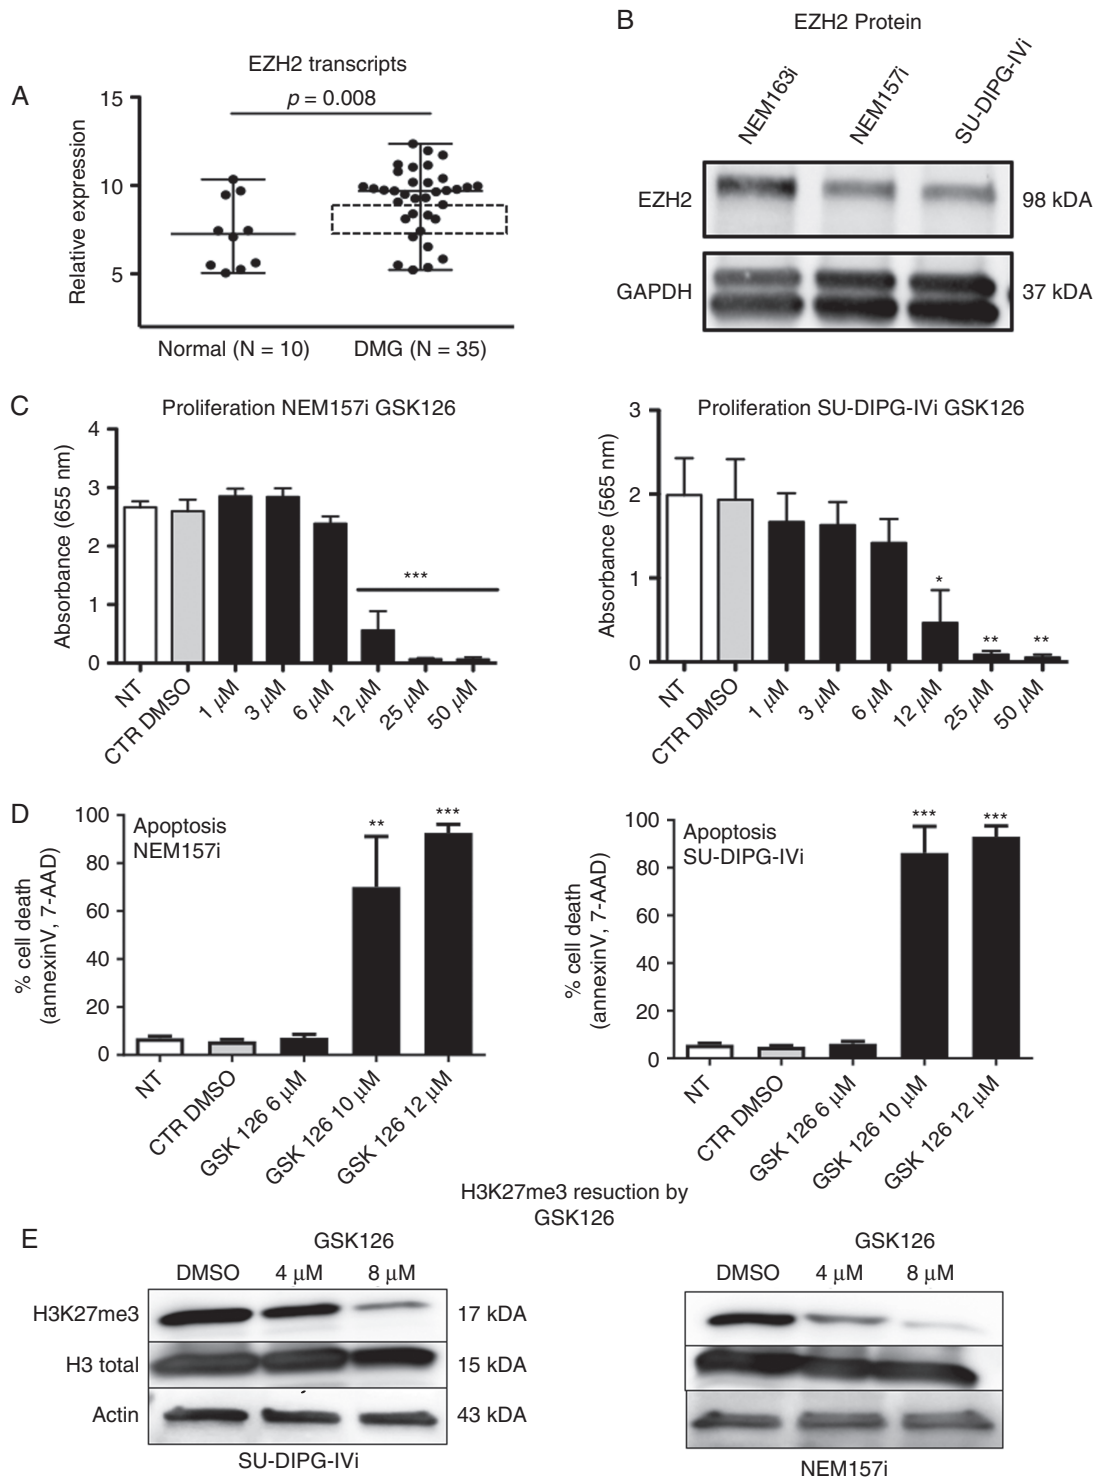 A
EZH2 transcripts
p = 0.008
Relative expression
15
10
5
Normal (N = 10)
DMG (N = 35)
B
EZH2 Protein
NEM163i
NEM157i
SU-DIPG-IVi
EZH2
98 kDA
GAPDH
37 kDA
C
Proliferation NEM157i GSK126
Absorbance (655 nm)
4
3
2
1
0
***
NT
CTR DMSO
1 μM
3 μM
6 μM
12 μM
25 μM
50 μM
Proliferation SU-DIPG-IVi GSK126
Absorbance (565 nm)
3
2
1
0
*
**
**
NT
CTR DMSO
1 μM
3 μM
6 μM
12 μM
25 μM
50 μM
D
Apoptosis
NEM157i
% cell death
(annexinV, 7-AAD)
100
80
60
40
20
0
**
***
NT
CTR DMSO
GSK 126 6 μM
GSK 126 10 μM
GSK 126 12 μM
Apoptosis
SU-DIPG-IVi
% cell death
(annexinV, 7-AAD)
100
80
60
40
20
0
***
***
NT
CTR DMSO
GSK 126 6 μM
GSK 126 10 μM
GSK 126 12 μM
H3K27me3 resuction by
GSK126
E
GSK126
DMSO 4 μM 8 μM
H3K27me3
17 kDA
H3 total
15 kDA
Actin
43 kDA
SU-DIPG-IVi
GSK126
DMSO 4 μM 8 μM
NEM157i